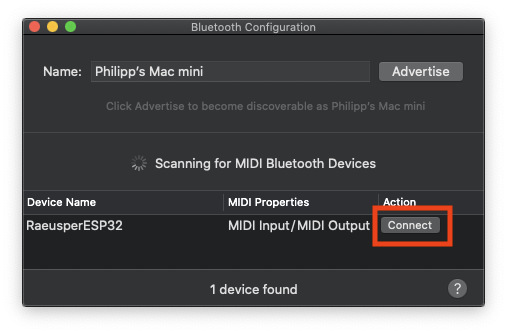 Bluetooth Configuration
Name: Philipp’s Mac mini Advertise
Click Advertise to become discoverable as Philipp’s Mac mini
Scanning for MIDI Bluetooth Devices
Device Name MIDI Properties Action
RaeusperESP32 MIDI Input/MIDI Output Connect
1 device found ?